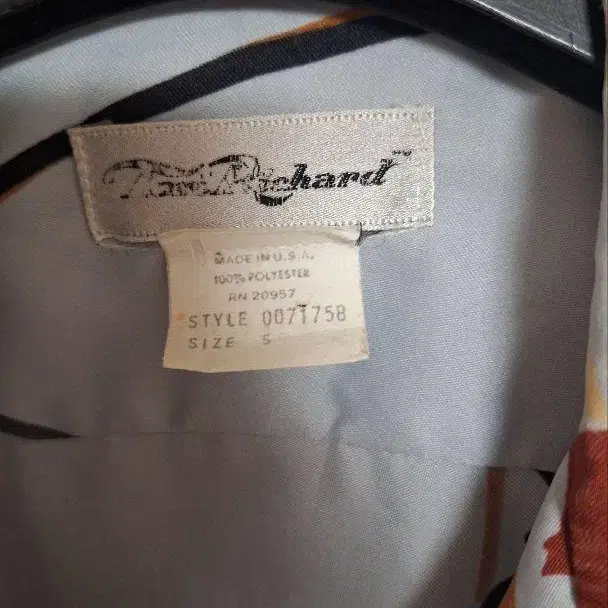 Richard™
MADE IN U.S.A.
100% POLYESTER
RN 20957
STYLE 0071758
SIZE S